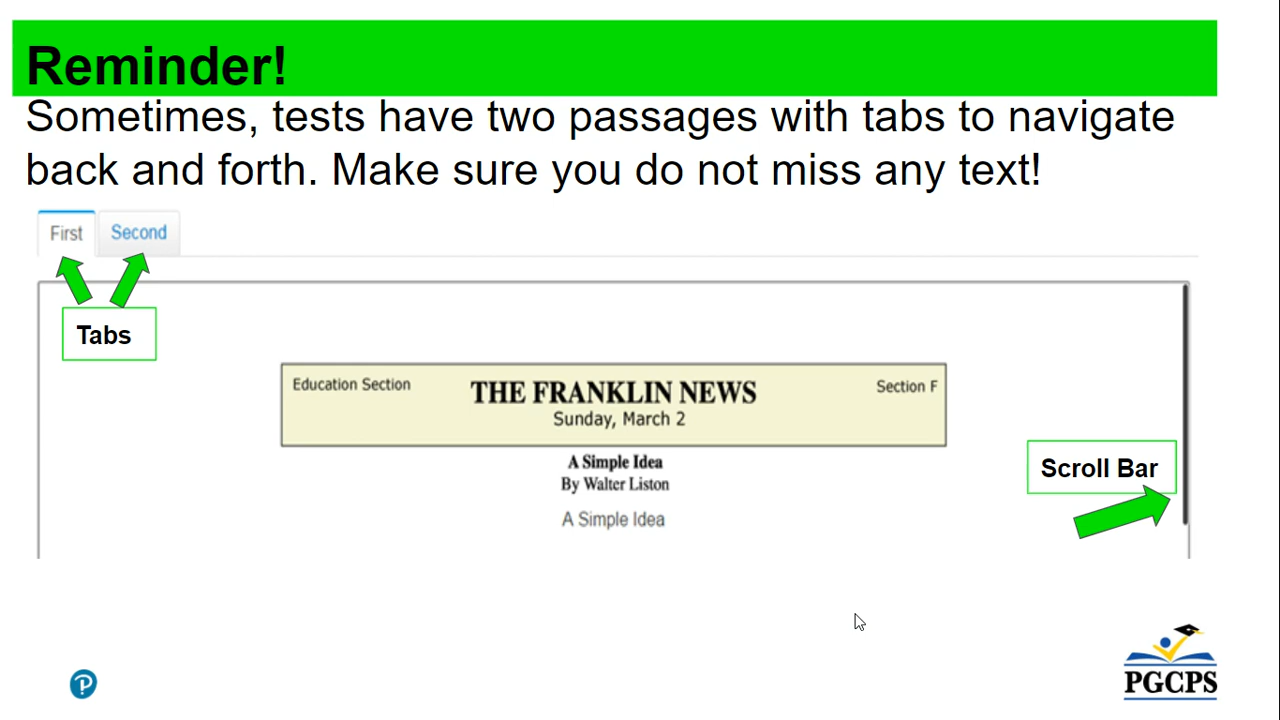 Reminder!
Sometimes, tests have two passages with tabs to navigate
back and forth. Make sure you do not miss any text!
First Second
Tabs
Education Section THE FRANKLIN NEWS Section F
Sunday, March 2
A Simple Idea
By Walter Liston
A Simple Idea
Scroll Bar
P
PGCPS